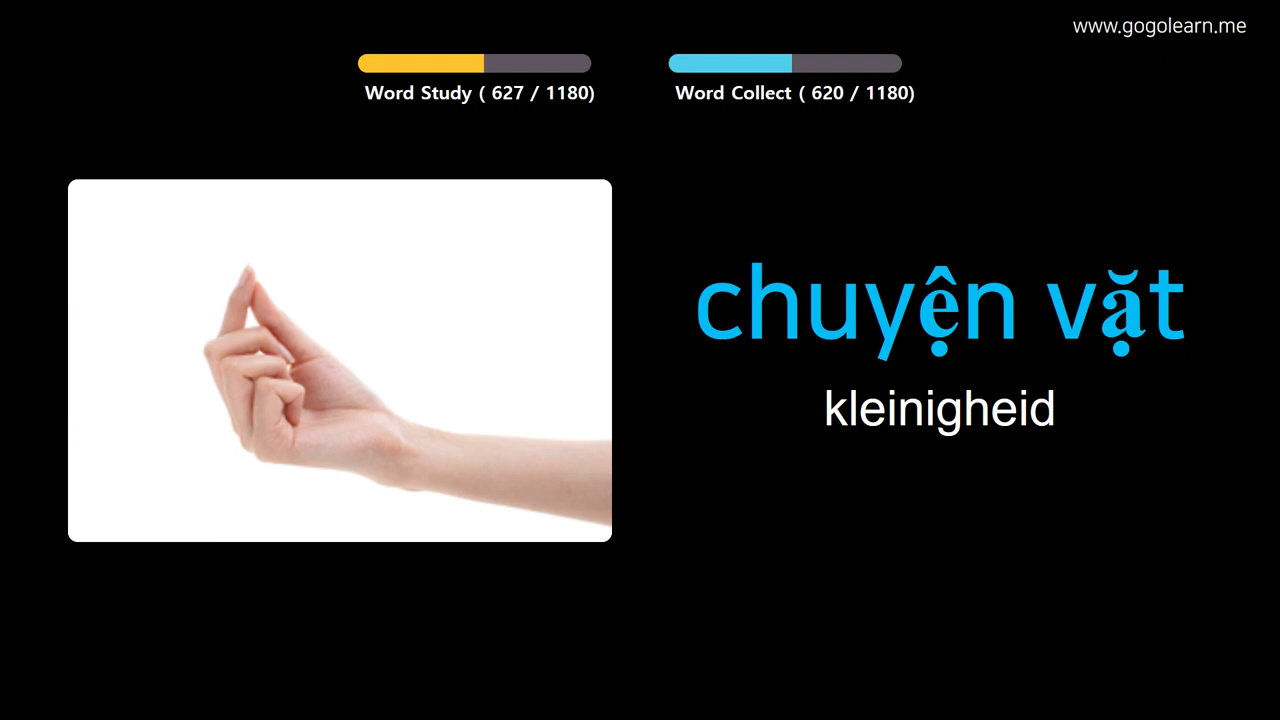 www.gogolearn.me
Word Study ( 627 / 1180)
Word Collect ( 620 / 1180)
chuyện vặt
kleinigheid